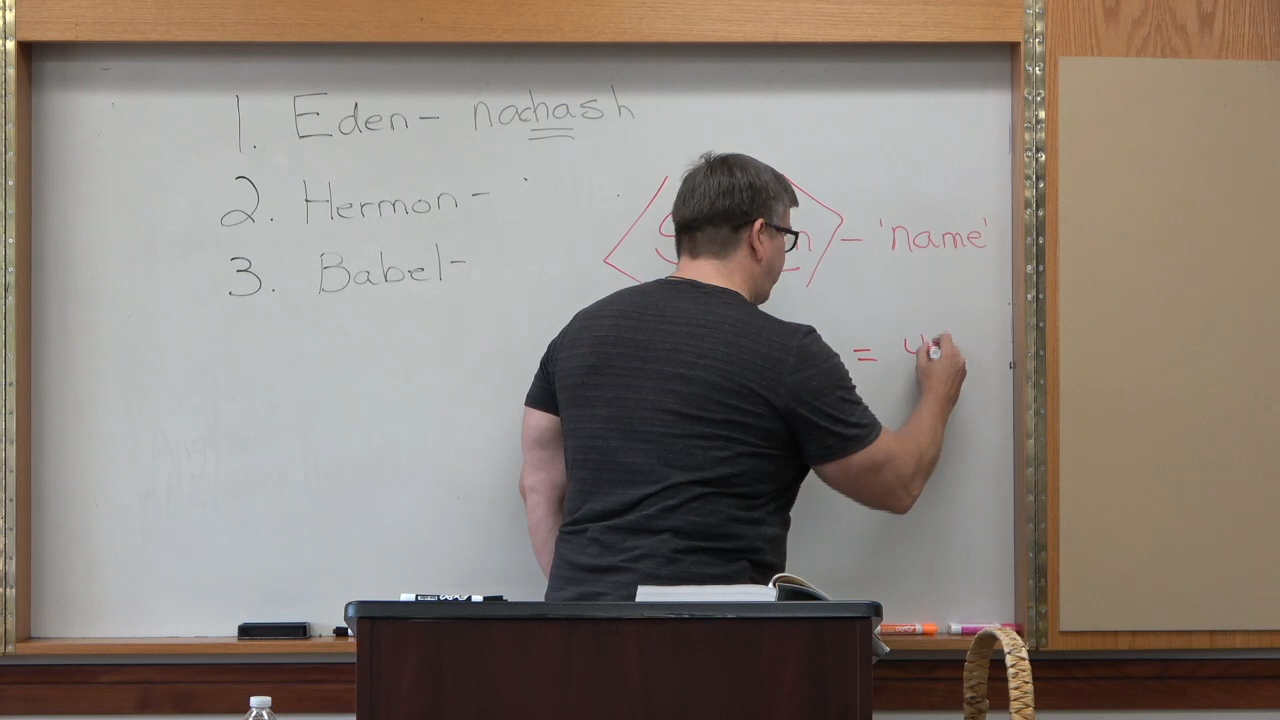 1. Eden- nachash
2. Hermon-
3. Babel-
- 'name'
=